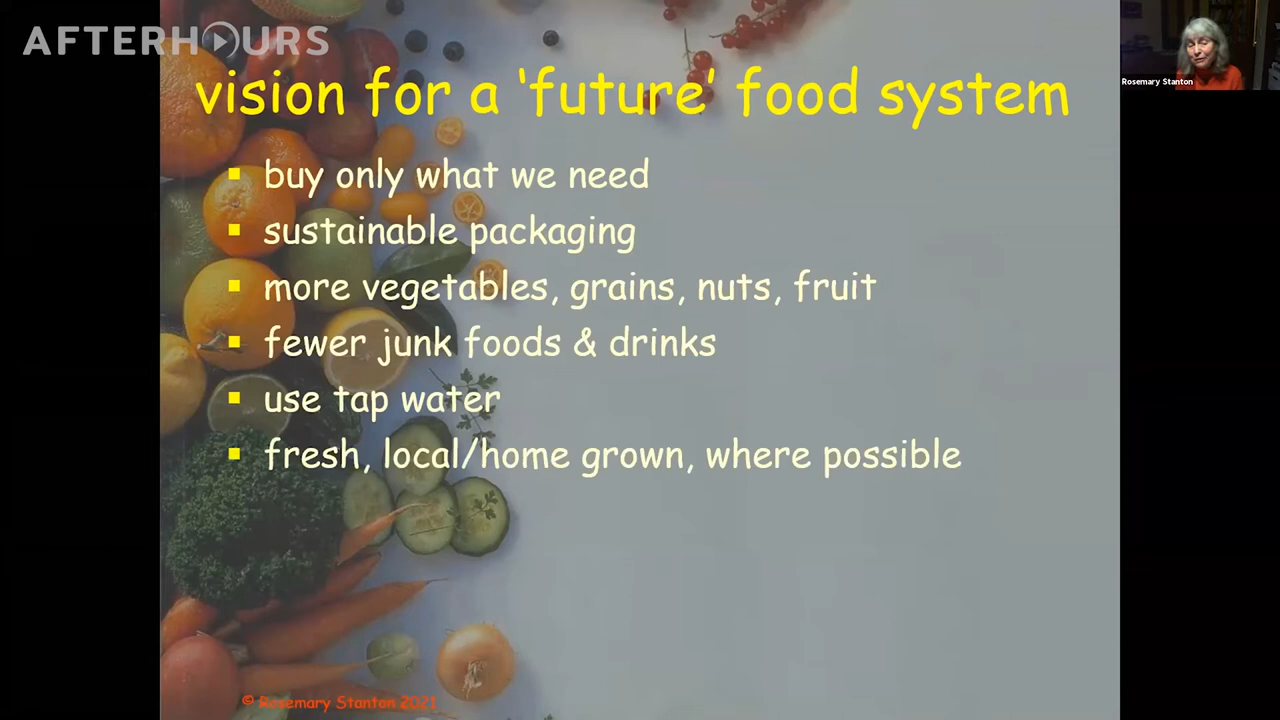 AFTERHOURS
Rosemary Stanton
vision for a ‘future’ food system
buy only what we need
sustainable packaging
more vegetables, grains, nuts, fruit
fewer junk foods & drinks
use tap water
fresh, local/home grown, where possible
© Rosemary Stanton 2021